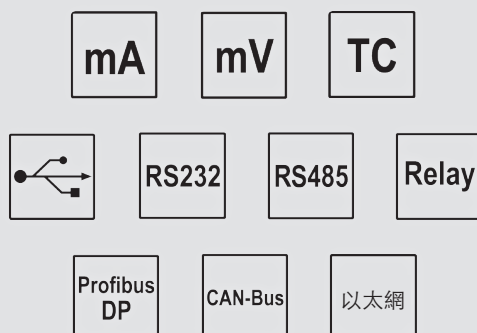 mA
mV
TC
RS232
RS485
Relay
Profibus
DP
CAN-Bus
以太網